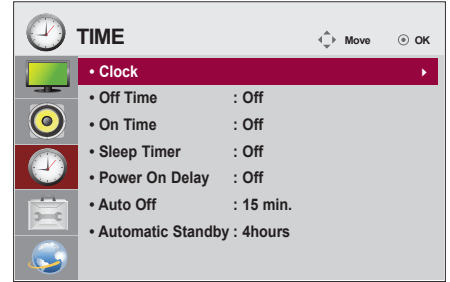 TIME Move OK
• Clock
• Off Time : Off
• On Time : Off
• Sleep Timer : Off
• Power On Delay : Off
• Auto Off : 15 min.
• Automatic Standby : 4hours